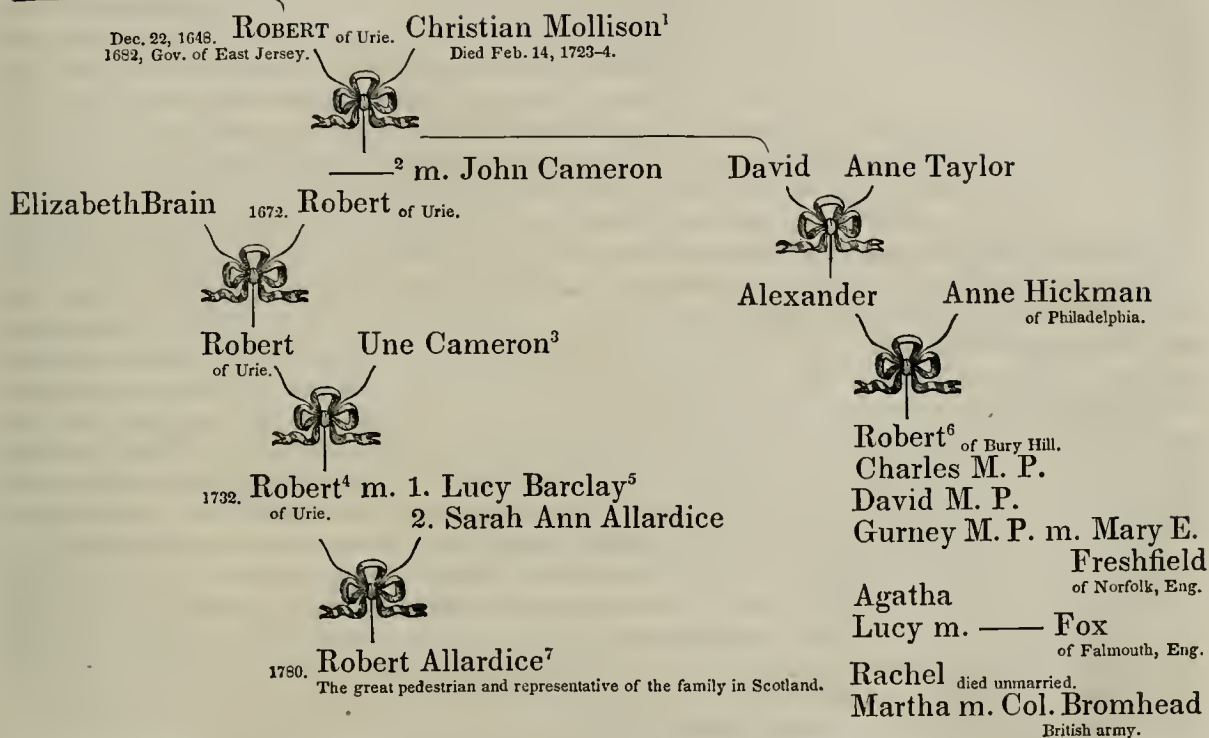 Dec. 22, 1648. ROBERT of Urie. Christian Mollison¹
1682, Gov. of East Jersey. Died Feb. 14, 1723-4.
——² m. John Cameron
David Anne Taylor
ElizabethBrain 1672. Robert of Urie.
Alexander Anne Hickman
of Philadelphia.
Robert Une Cameron³
of Urie.
1732. Robert⁴ m. 1. Lucy Barclay⁵
of Urie. 2. Sarah Ann Allardice
1780. Robert Allardice⁷
The great pedestrian and representative of the family in Scotland.
Robert⁶ of Bury Hill.
Charles M. P.
David M. P.
Gurney M. P. m. Mary E.
Freshfield
of Norfolk, Eng.
Agatha
Lucy m. —— Fox
of Falmouth, Eng.
Rachel died unmarried.
Martha m. Col. Bromhead
British army.